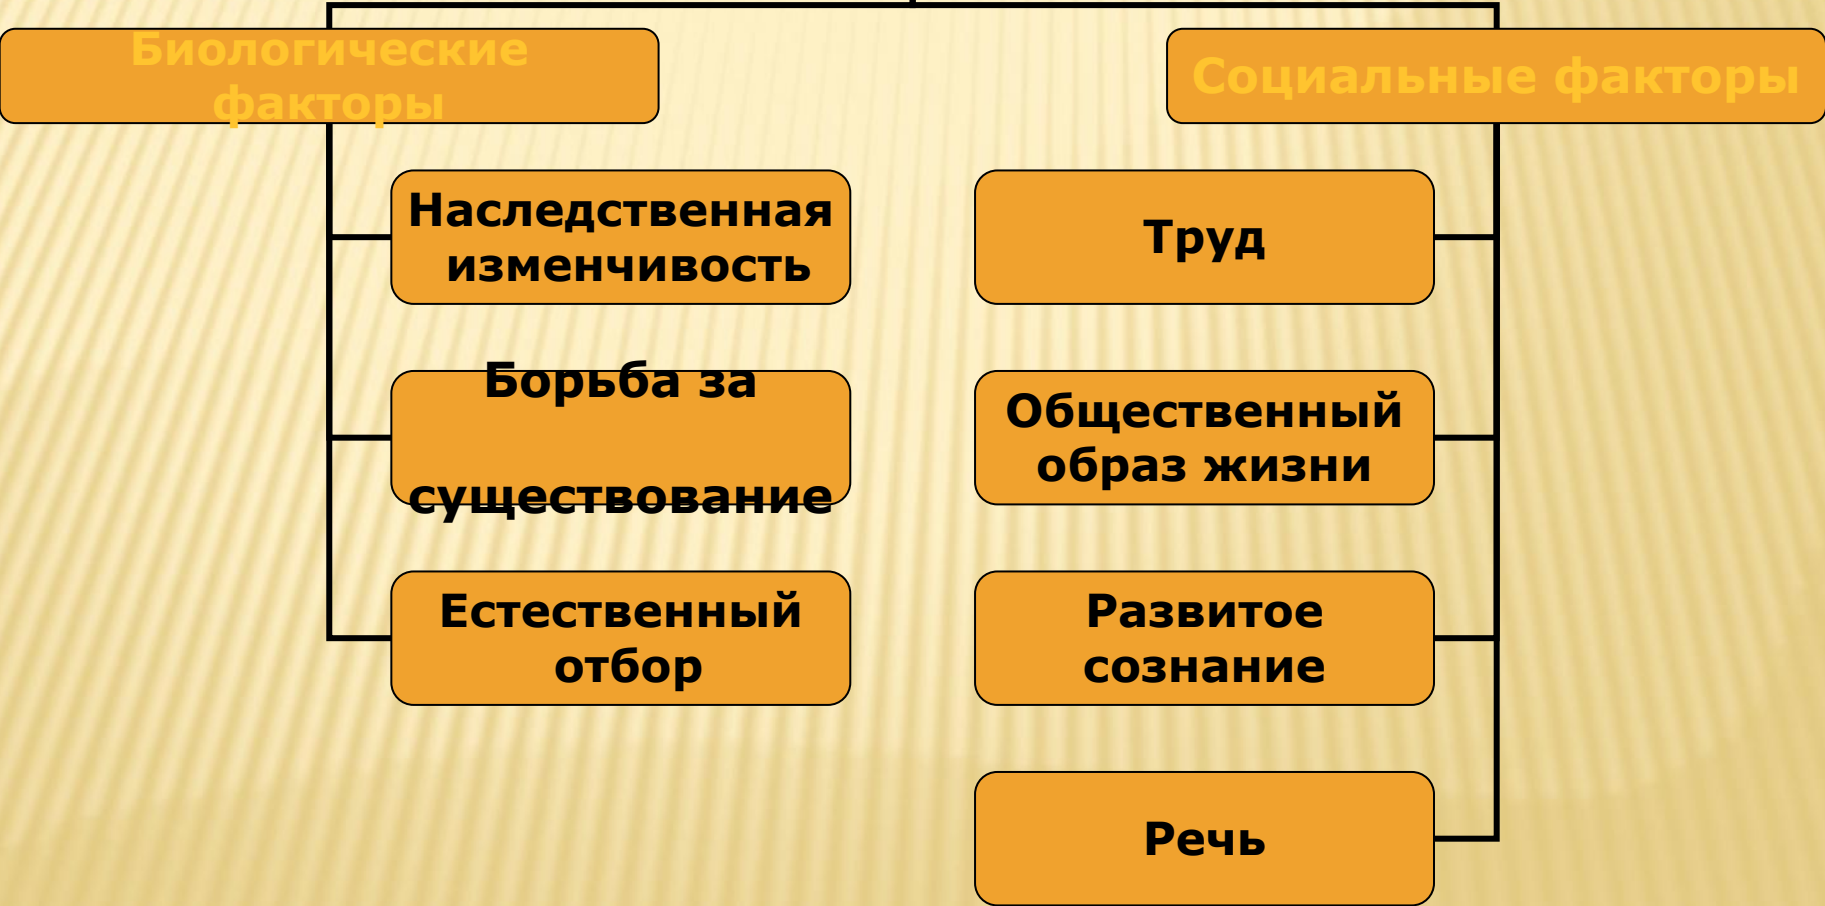 Биологические
факторы
Наследственная
изменчивость
Борьба за
существование
Естественный
отбор
Социальные факторы
Труд
Общественный
образ жизни
Развитое
сознание
Речь